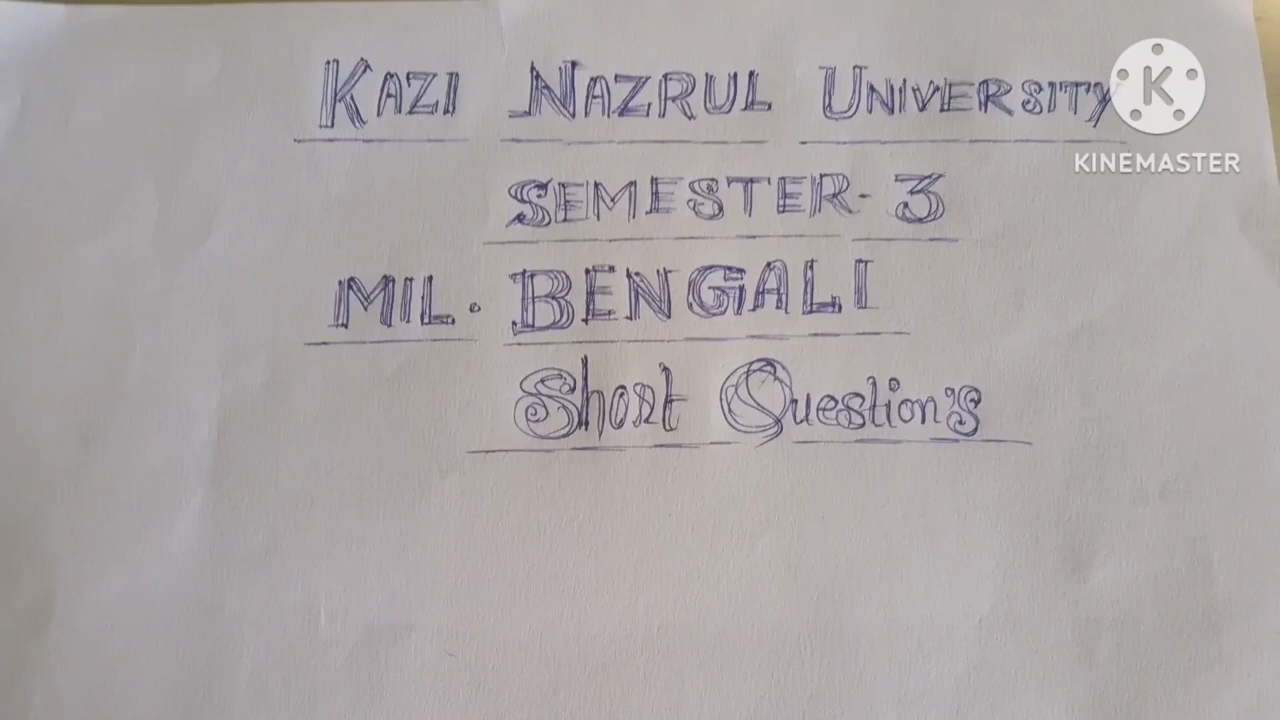 KAZI NAZRUL UNIVERSITY
K
KINEMASTER
SEMESTER-3
MIL. BENGALI
Short Question's